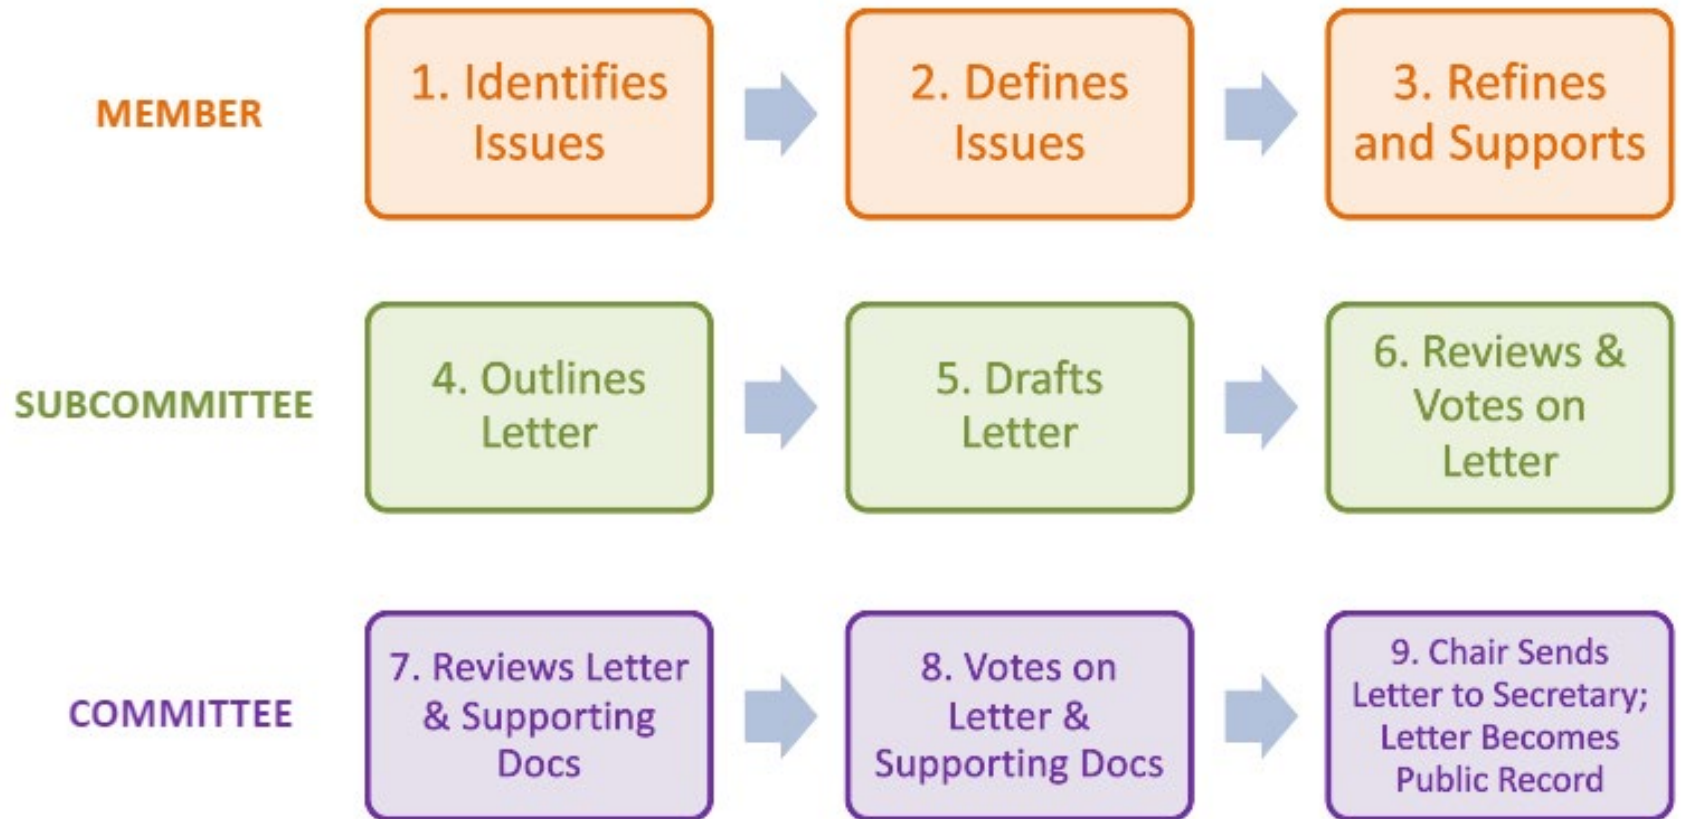 MEMBER
1. Identifies
Issues
2. Defines
Issues
3. Refines
and Supports
SUBCOMMITTEE
4. Outlines
Letter
5. Drafts
Letter
6. Reviews &
Votes on
Letter
COMMITTEE
7. Reviews Letter
& Supporting
Docs
8. Votes on
Letter &
Supporting Docs
9. Chair Sends
Letter to Secretary;
Letter Becomes
Public Record